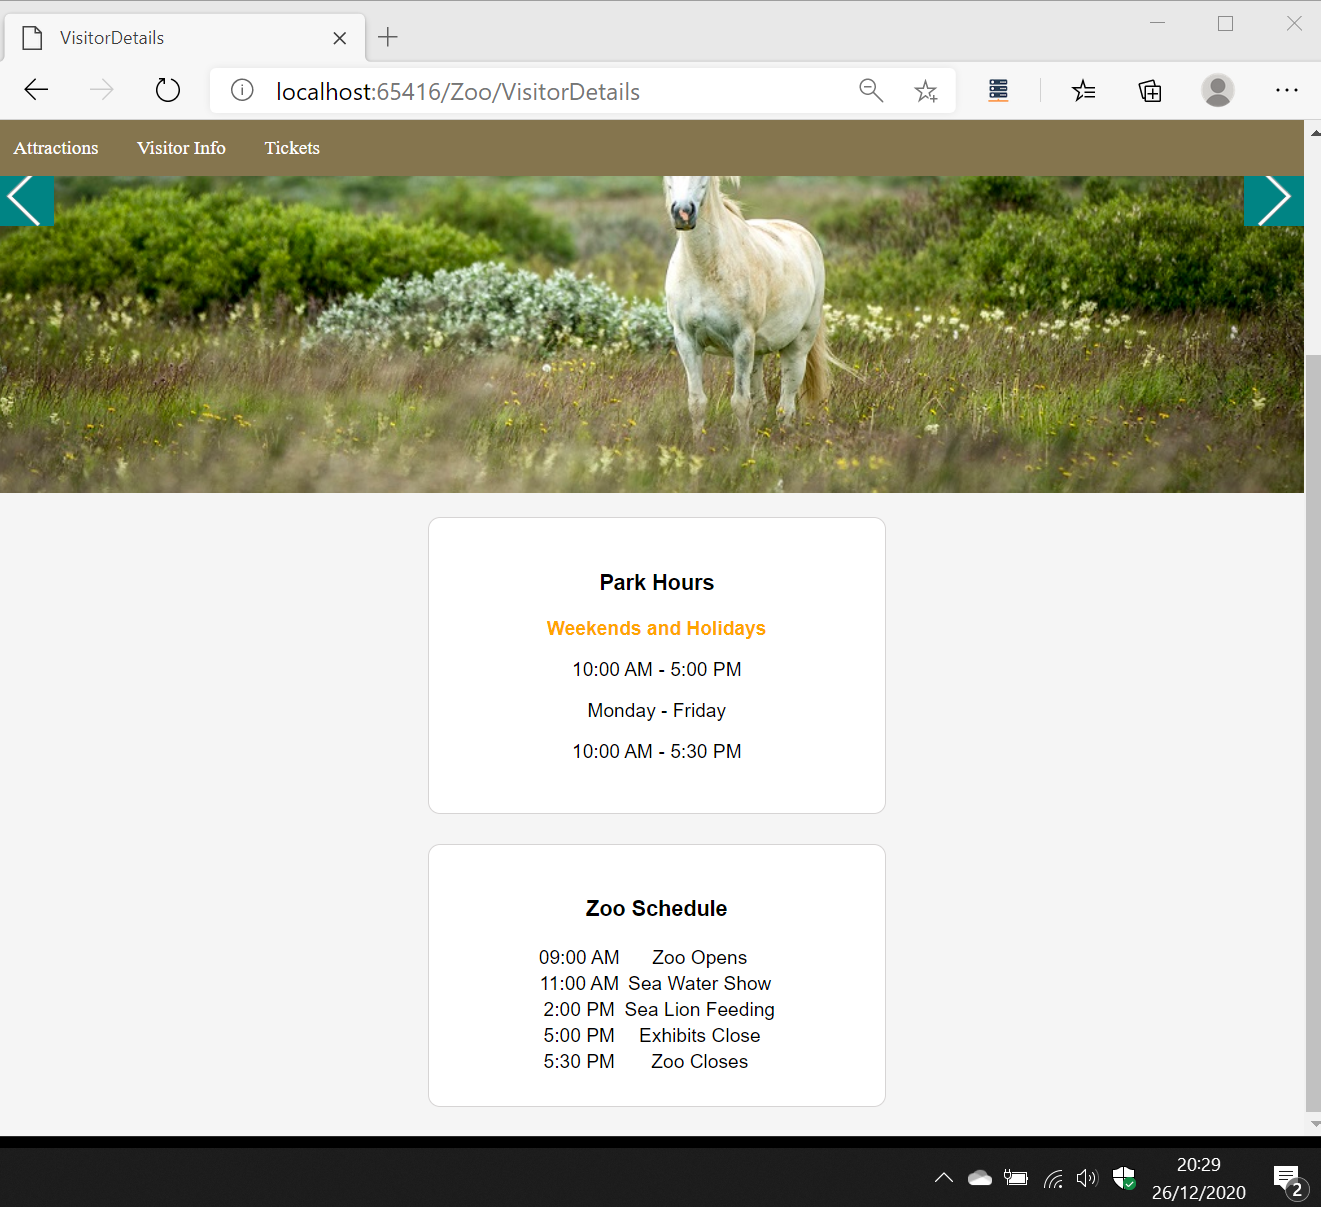 VisitorDetails
localhost:65416/Zoo/VisitorDetails
Attractions Visitor Info Tickets
Park Hours
Weekends and Holidays
10:00 AM - 5:00 PM
Monday - Friday
10:00 AM - 5:30 PM
Zoo Schedule
09:00 AM Zoo Opens
11:00 AM Sea Water Show
2:00 PM Sea Lion Feeding
5:00 PM Exhibits Close
5:30 PM Zoo Closes
20:29
26/12/2020
2